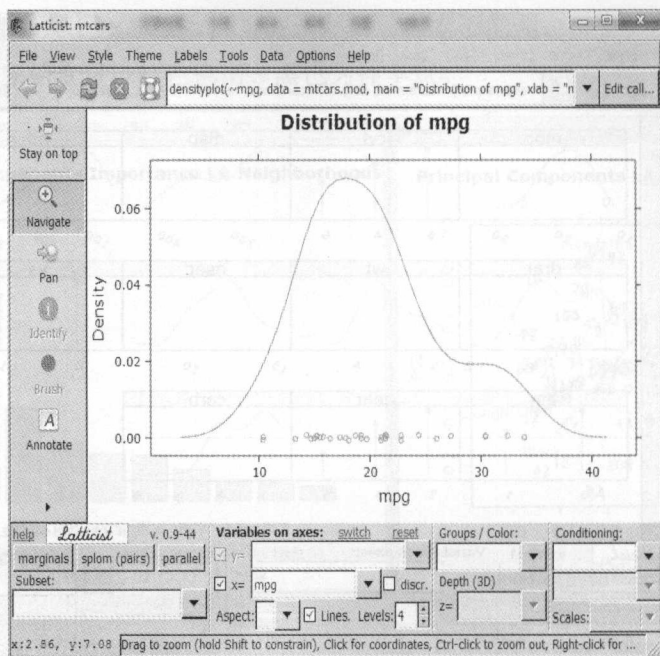 Latticist: mtcars
File View Style Theme Labels Tools Data Options Help
densityplot(~mpg, data = mtcars.mod, main = "Distribution of mpg", xlab = "n
Edit call...
Stay on top
Navigate
Pan
Identify
Brush
Annotate
Distribution of mpg
Density
0.06
0.04
0.02
0.00
10 20 30 40
mpg
help Latticist v. 0.9-44
marginals splom (pairs) parallel
Subset:
Variables on axes: switch reset
y=
x= mpg discr.
Aspect: Lines. Levels: 4
Groups / Color:
Depth (3D)
z=
Conditioning:
Scales:
x:2.86, y:7.08 Drag to zoom (hold Shift to constrain), Click for coordinates, Ctrl-click to zoom out, Right-click for ...